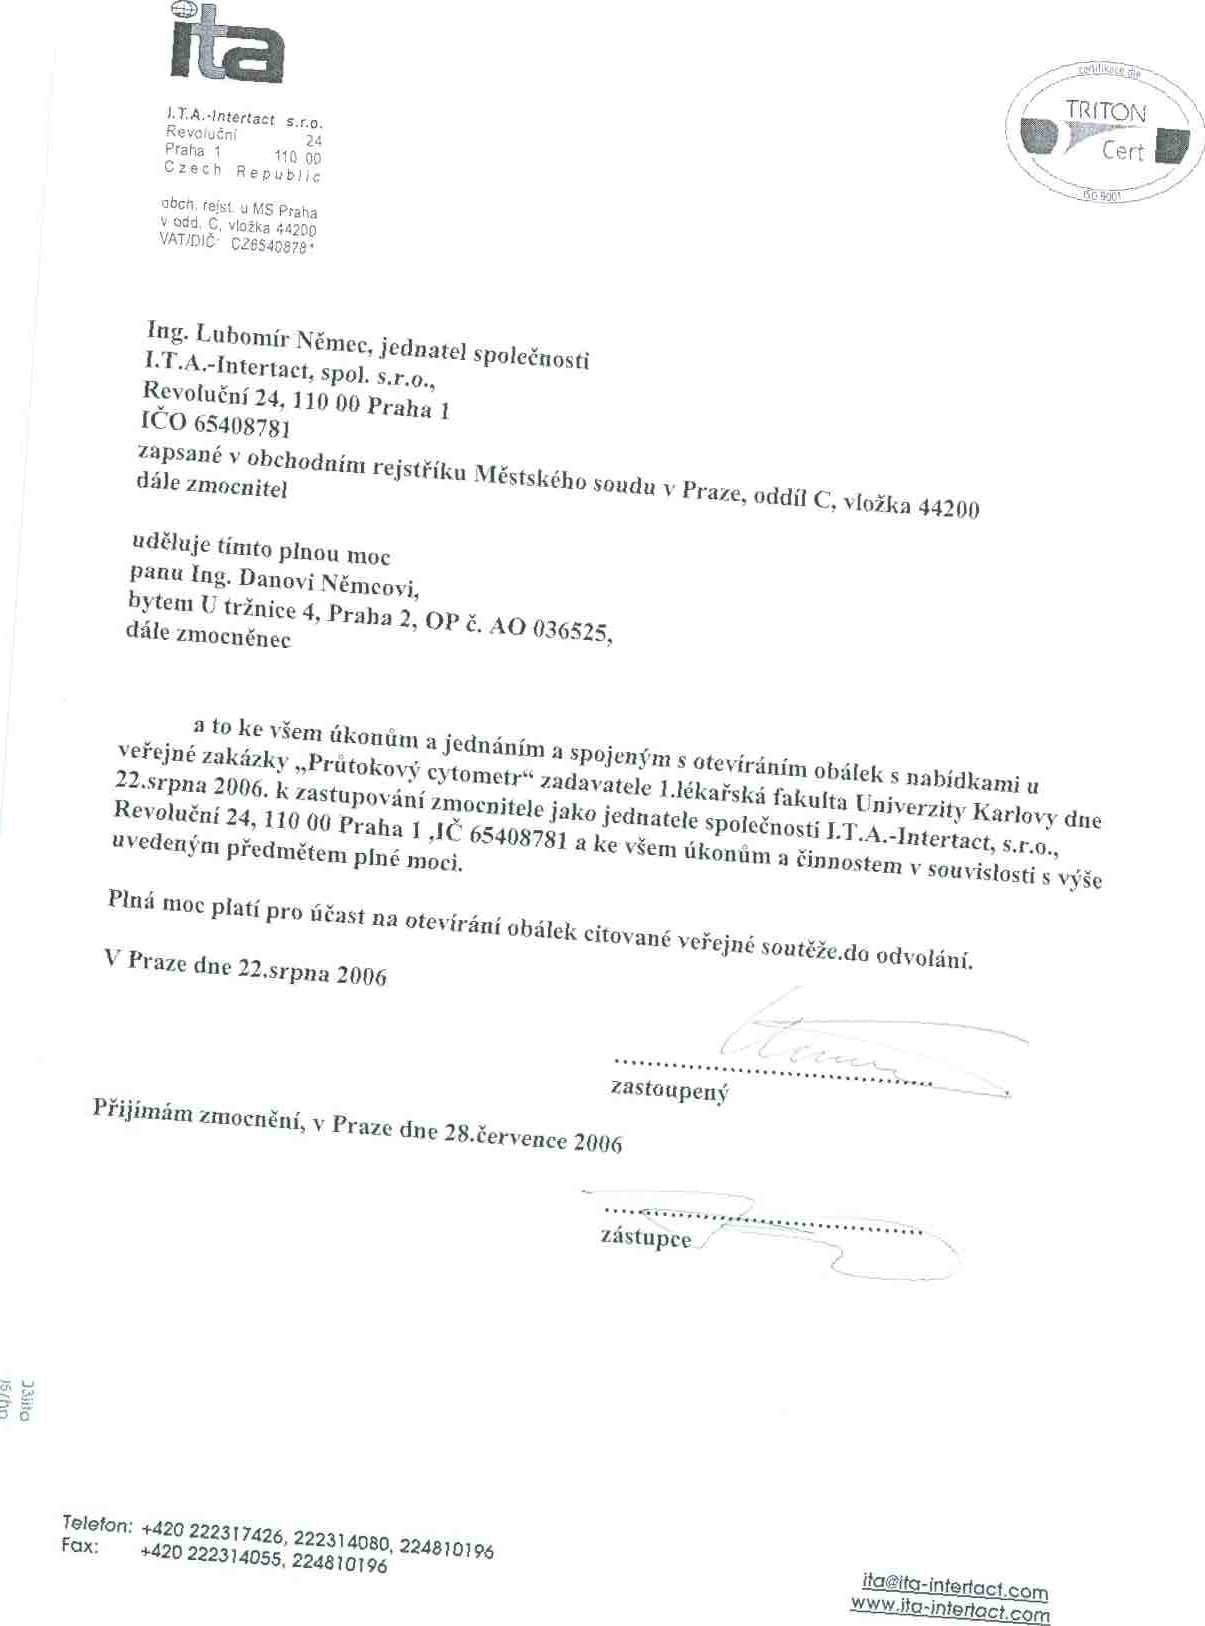 ita
I.T.A.-Intertact s.r.o.
Revoluční 24
Praha 1 110 00
Czech Republic
obch. rejst. u MS Praha
v odd. C, vložka 44200
VAT/DIČ: CZ65408781
certifikace dle
TRITON
Cert
ISO 9001
Ing. Lubomír Němec, jednatel společnosti
I.T.A.-Intertact, spol. s.r.o.,
Revoluční 24, 110 00 Praha 1
IČO 65408781
zapsané v obchodním rejstříku Městského soudu v Praze, oddíl C, vložka 44200
dále zmocnitel
uděluje tímto plnou moc
panu Ing. Danovi Němcovi,
bytem U tržnice 4, Praha 2, OP č. AO 036525,
dále zmocněnec
a to ke všem úkonům a jednáním a spojeným s otevíráním obálek s nabídkami u
veřejné zakázky „Průtokový cytometr“ zadavatele 1.lékařská fakulta Univerzity Karlovy dne
22.srpna 2006. k zastupování zmocnitele jako jednatele společností I.T.A.-Intertact, s.r.o.,
Revoluční 24, 110 00 Praha 1 ,IČ 65408781 a ke všem úkonům a činnostem v souvislosti s výše
uvedeným předmětem plné moci.
Plná moc platí pro účast na otevírání obálek citované veřejné soutěže.do odvolání.
V Praze dne 22.srpna 2006
zastoupený
Přijímám zmocnění, v Praze dne 28.července 2006
zástupce
Telefon: +420 222317426, 222314080, 224810196
Fax: +420 222314055, 224810196
ita@ita-intertact.com
www.ita-intertact.com